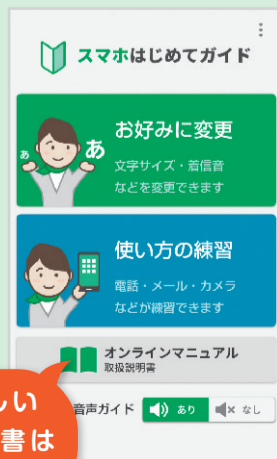 スマホはじめてガイド
あ
あ
お好みに変更
文字サイズ・着信音
などを変更できます
使い方の練習
電話・メール・カメラ
などが練習できます
オンラインマニュアル
取扱説明書
音声ガイド あり なし
しい
書は